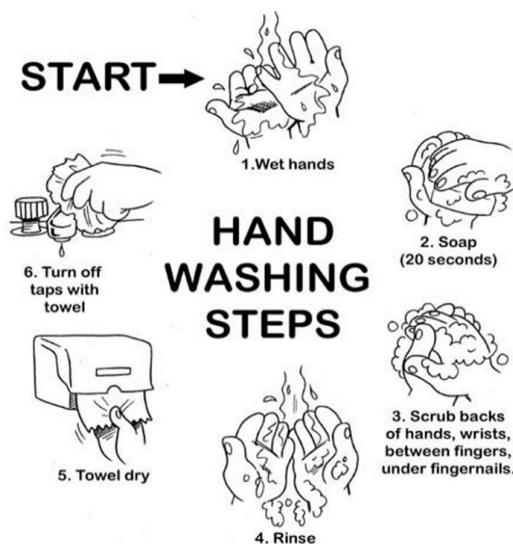 START
1.Wet hands
2. Soap
(20 seconds)
3. Scrub backs
of hands, wrists,
between fingers,
under fingernails.
4. Rinse
5. Towel dry
6. Turn off
taps with
towel
HAND
WASHING
STEPS